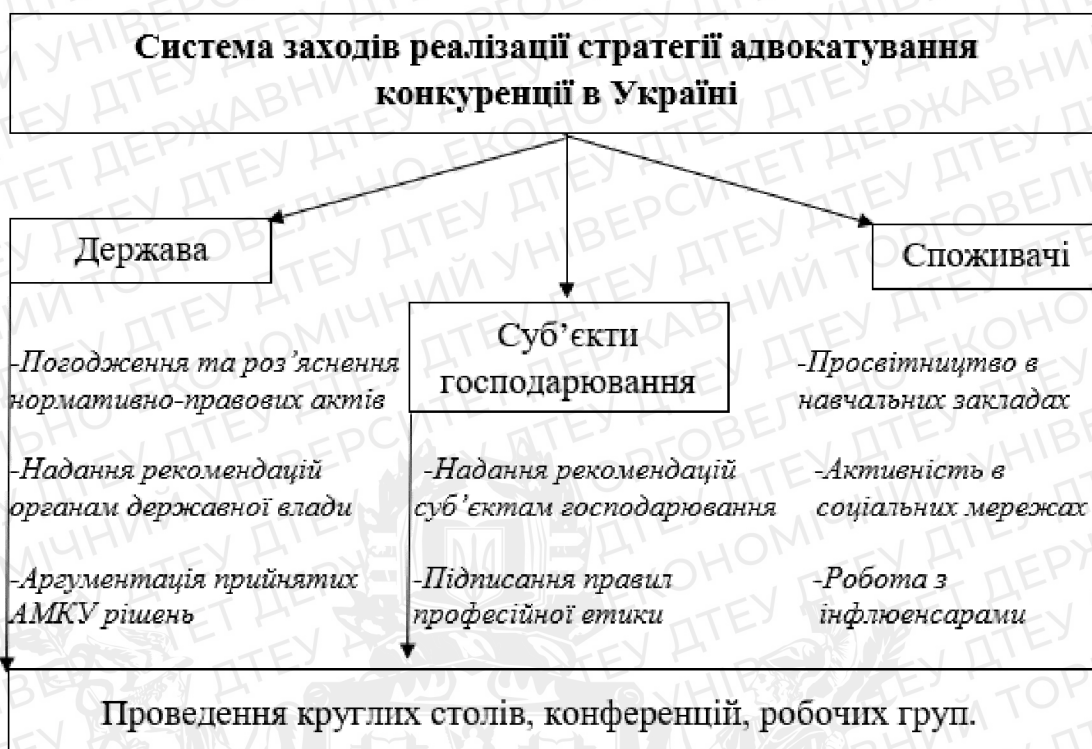 Система заходів реалізації стратегії адвокатування
конкуренції в Україні
Держава
Споживачі
Суб’єкти
господарювання
-Погодження та роз’яснення
нормативно-правових актів
-Надання рекомендацій
органам державної влади
-Аргументація прийнятих
АМКУ рішень
-Надання рекомендацій
суб’єктам господарювання
-Підписання правил
професійної етики
-Просвітництво в
навчальних закладах
-Активність в
соціальних мережах
-Робота з
інфлюенсарами
Проведення круглих столів, конференцій, робочих груп.